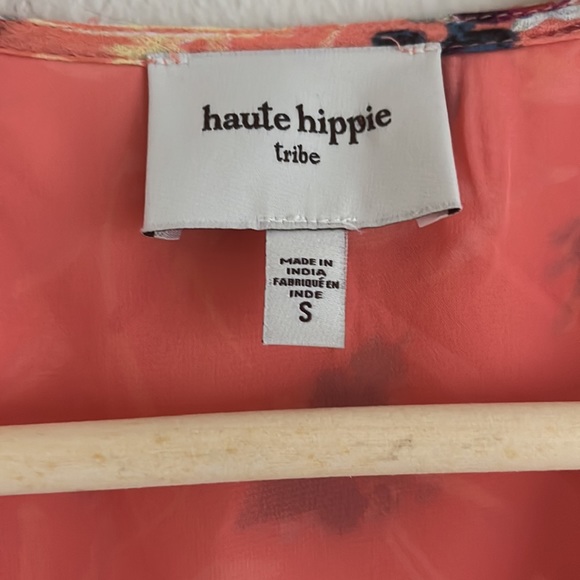 haute hippie
tribe
MADE IN
INDIA
FABRIQUÉ EN
INDE
S